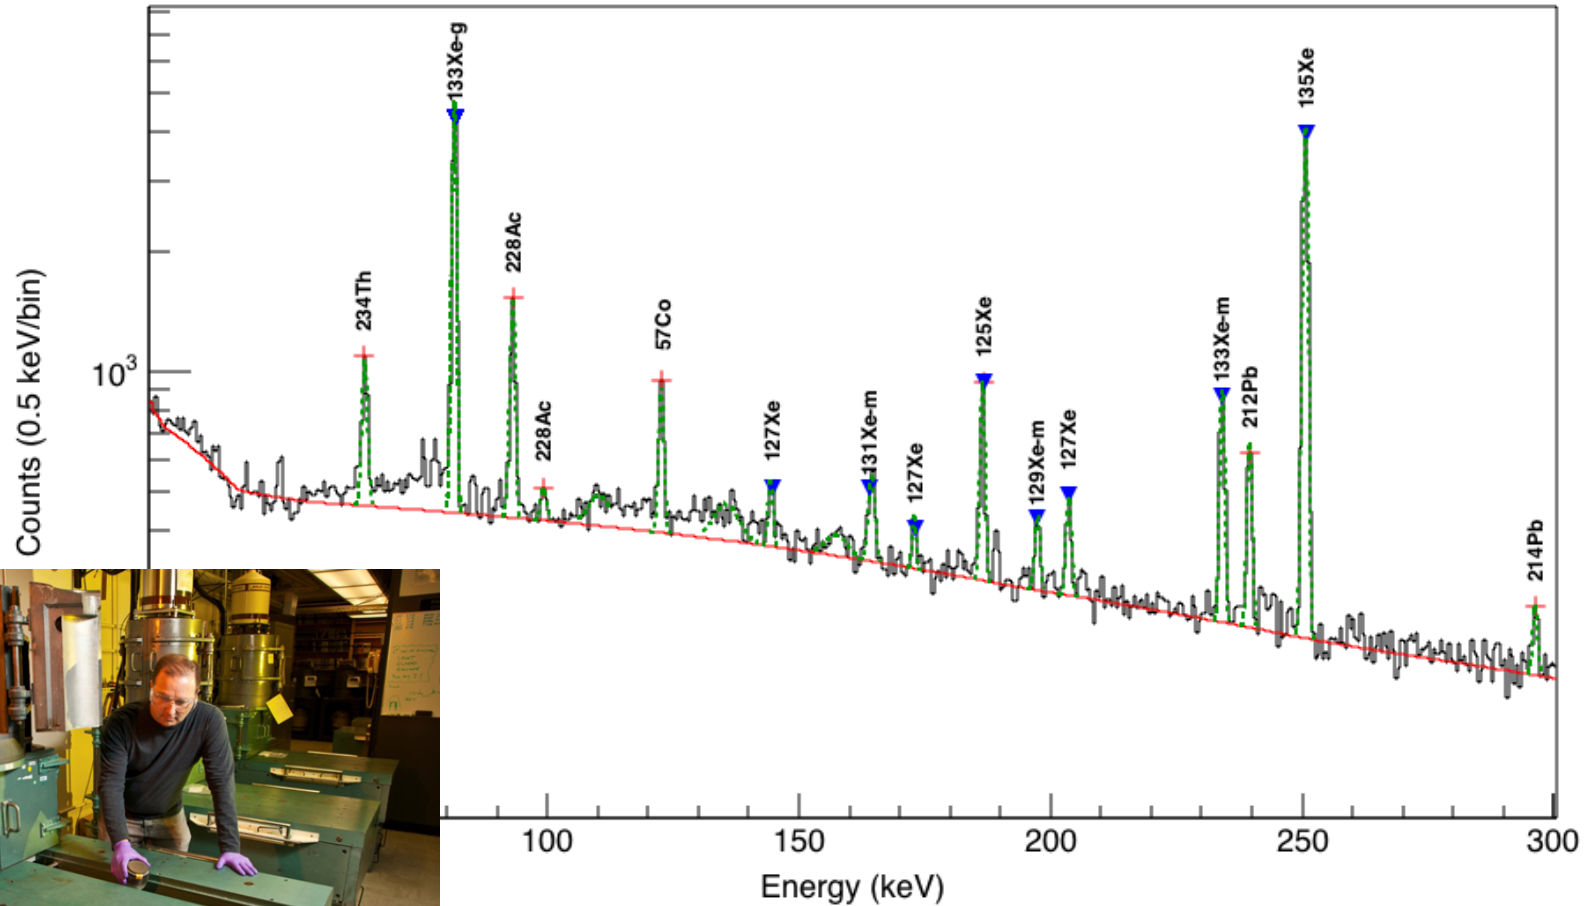 133Xe-g
135Xe
228Ac
234Th
57Co
125Xe
133Xe-m
212Pb
228Ac
127Xe
131Xe-m
127Xe
129Xe-m
127Xe
214Pb
10³
Counts (0.5 keV/bin)
100 150 200 250 300
Energy (keV)